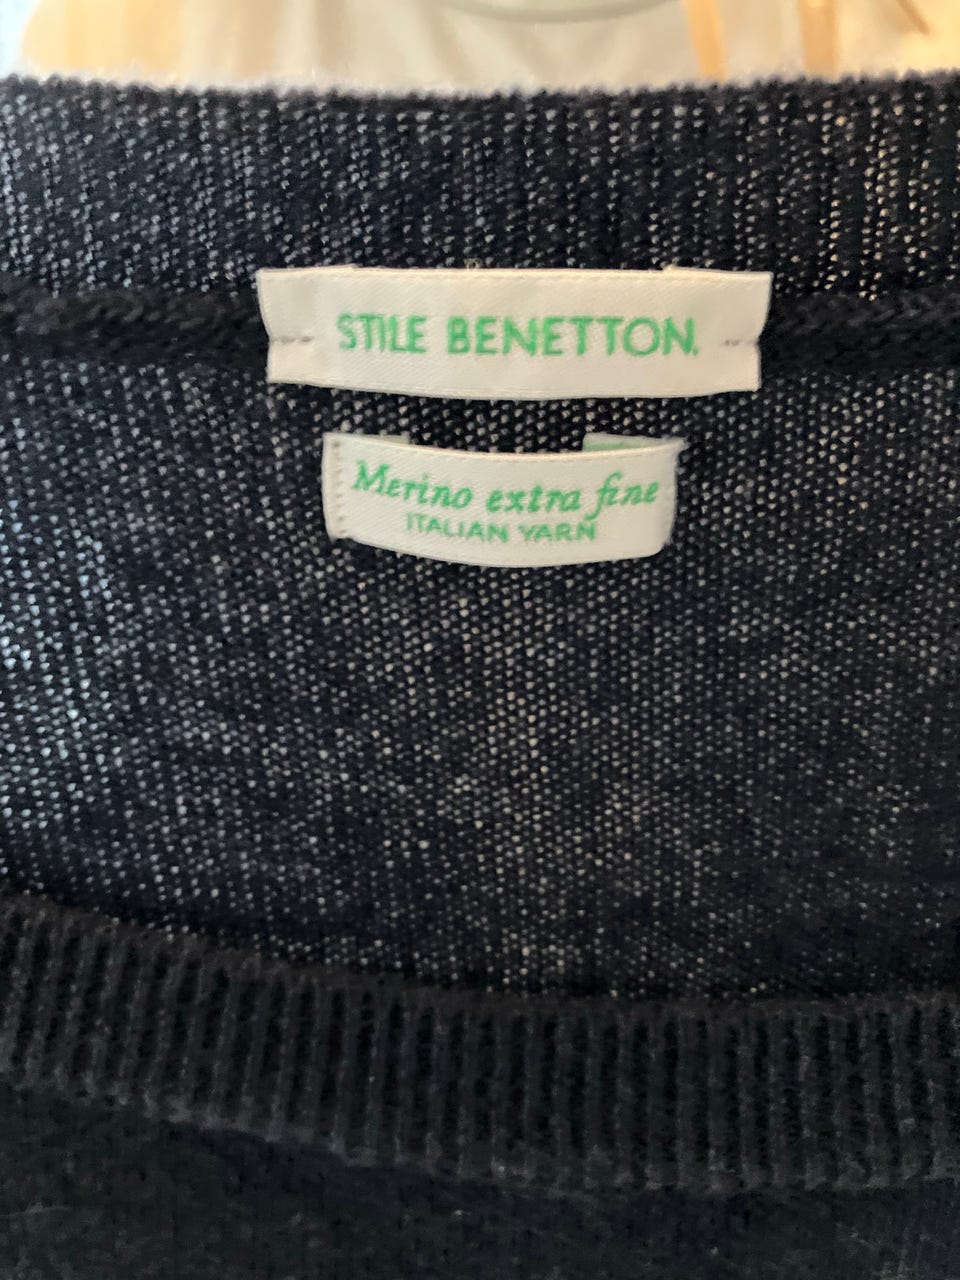 STILE BENETTON.
Merino extra fine
ITALIAN YARN